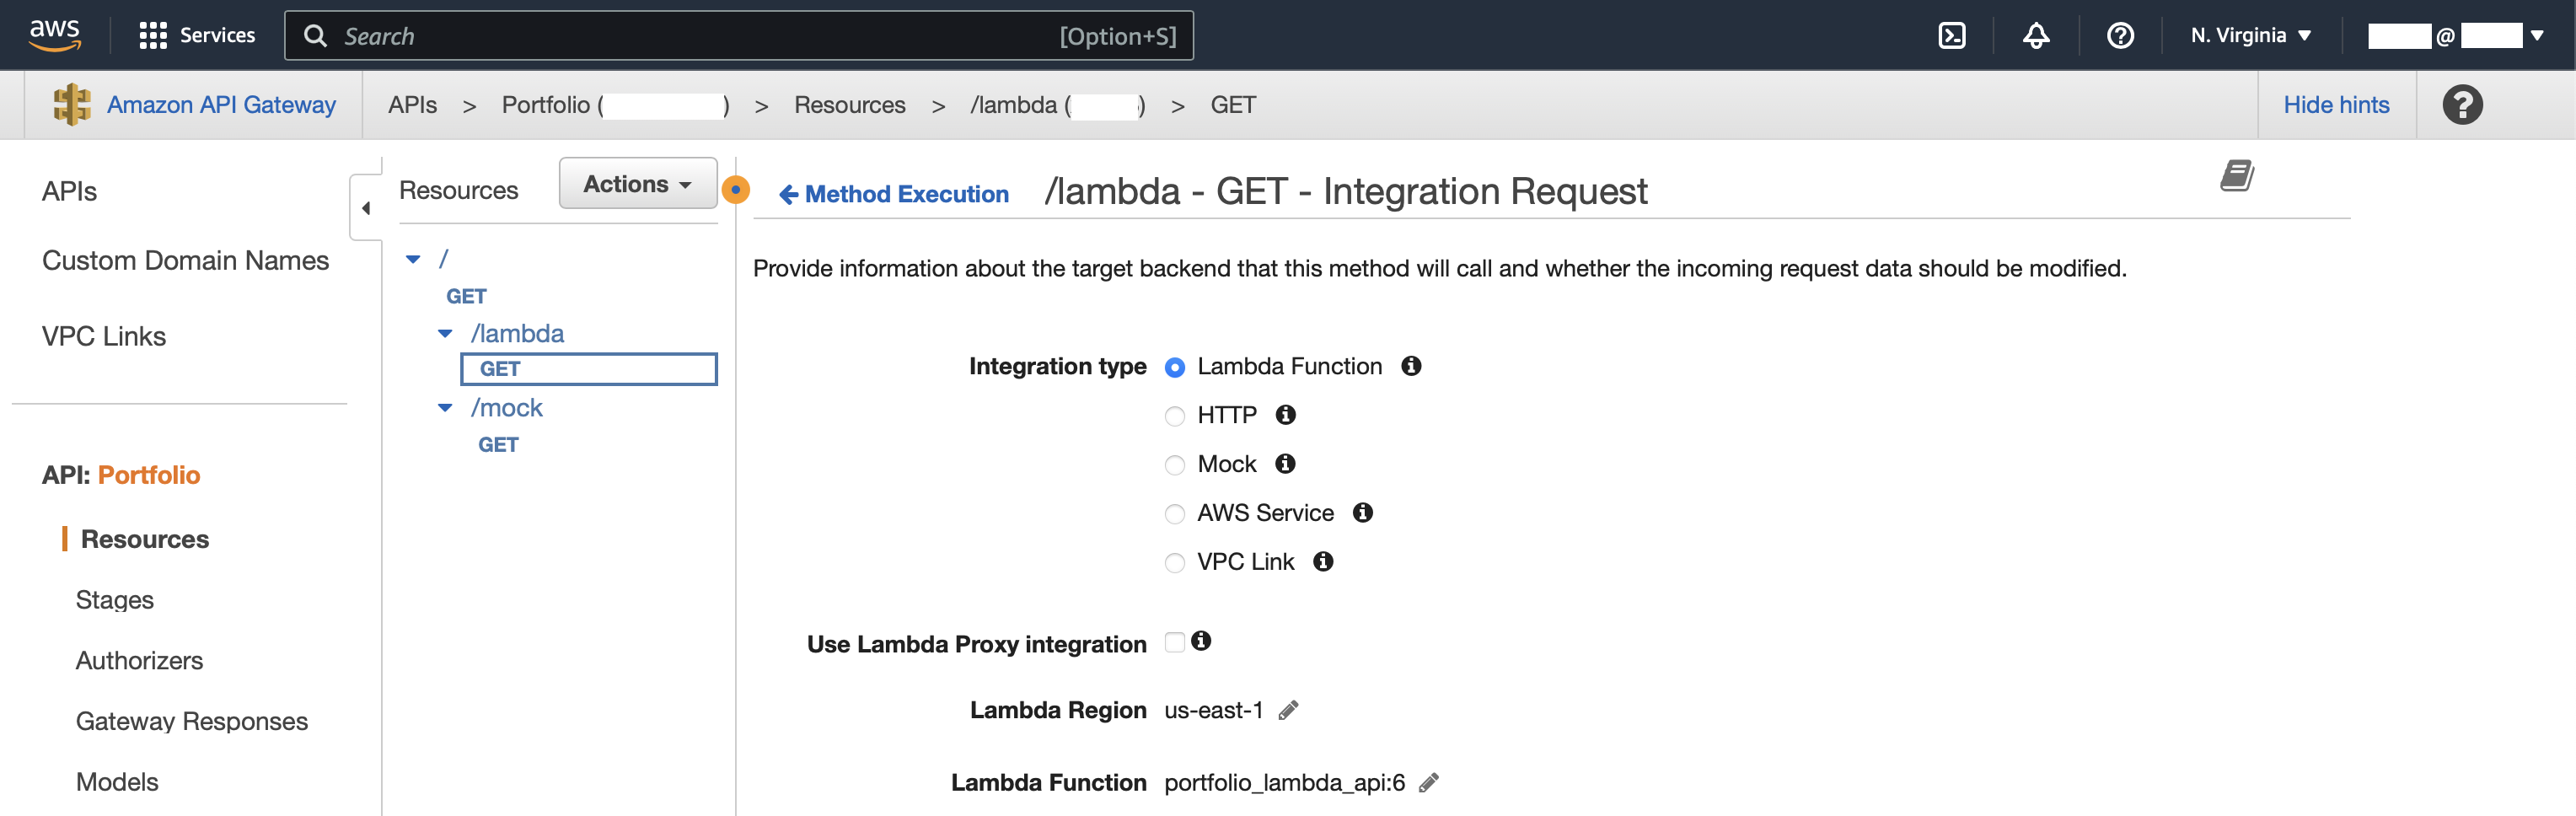 aws Services Search [Option+S] N. Virginia @
Amazon API Gateway APIs > Portfolio ( ) > Resources > /lambda ( ) > GET Hide hints
APIs
Custom Domain Names
VPC Links
API: Portfolio
Resources
Stages
Authorizers
Gateway Responses
Models
Resources Actions
/
GET
/lambda
GET
/mock
GET
Method Execution /lambda - GET - Integration Request
Provide information about the target backend that this method will call and whether the incoming request data should be modified.
Integration type Lambda Function
HTTP
Mock
AWS Service
VPC Link
Use Lambda Proxy integration
Lambda Region us-east-1
Lambda Function portfolio_lambda_api:6